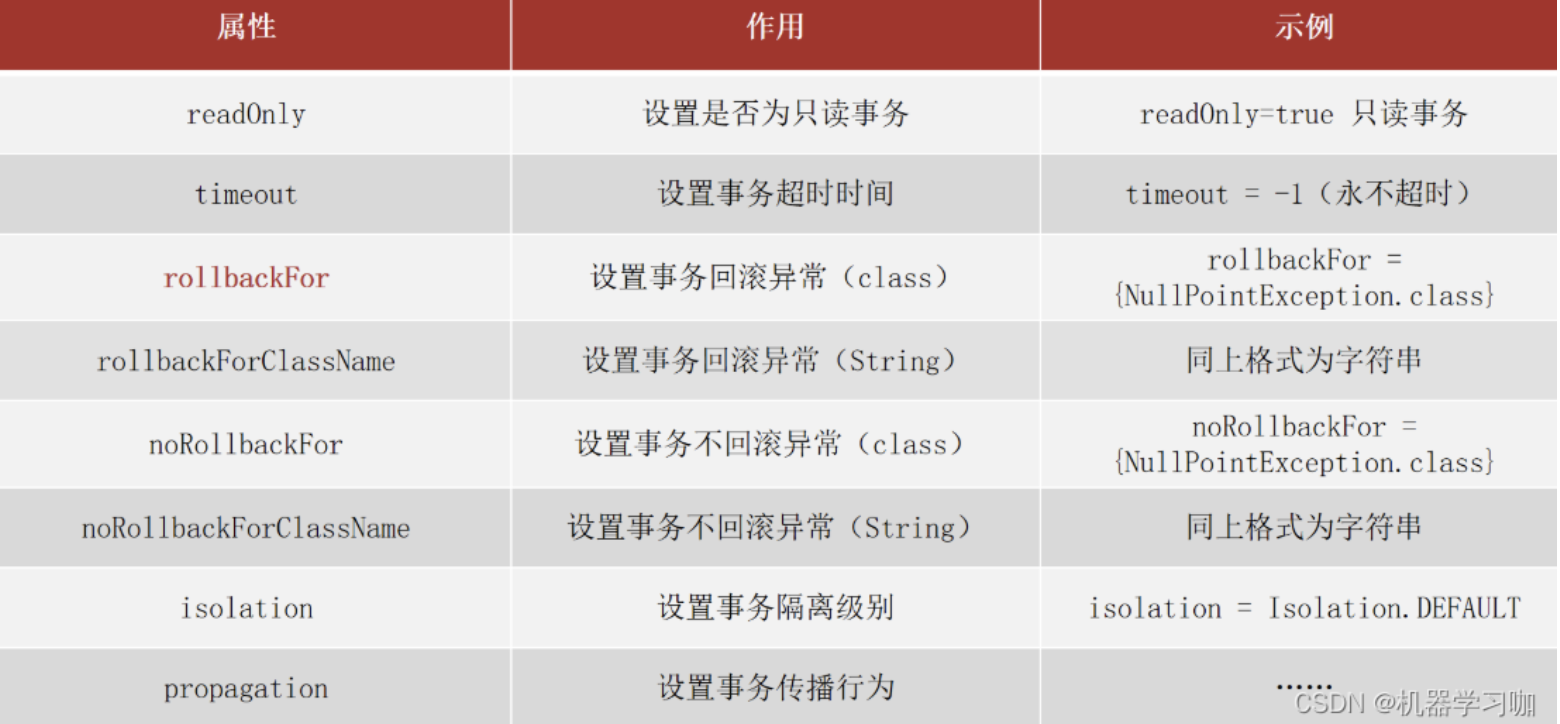 属性 作用 示例
readOnly 设置是否为只读事务 readOnly=true 只读事务
timeout 设置事务超时时间 timeout = -1（永不超时）
rollbackFor 设置事务回滚异常（class） rollbackFor =
{NullPointException.class}
rollbackForClassName 设置事务回滚异常（String） 同上格式为字符串
noRollbackFor 设置事务不回滚异常（class） noRollbackFor =
{NullPointException.class}
noRollbackForClassName 设置事务不回滚异常（String） 同上格式为字符串
isolation 设置事务隔离级别 isolation = Isolation.DEFAULT
propagation 设置事务传播行为 ……
CSDN @机器学习咖